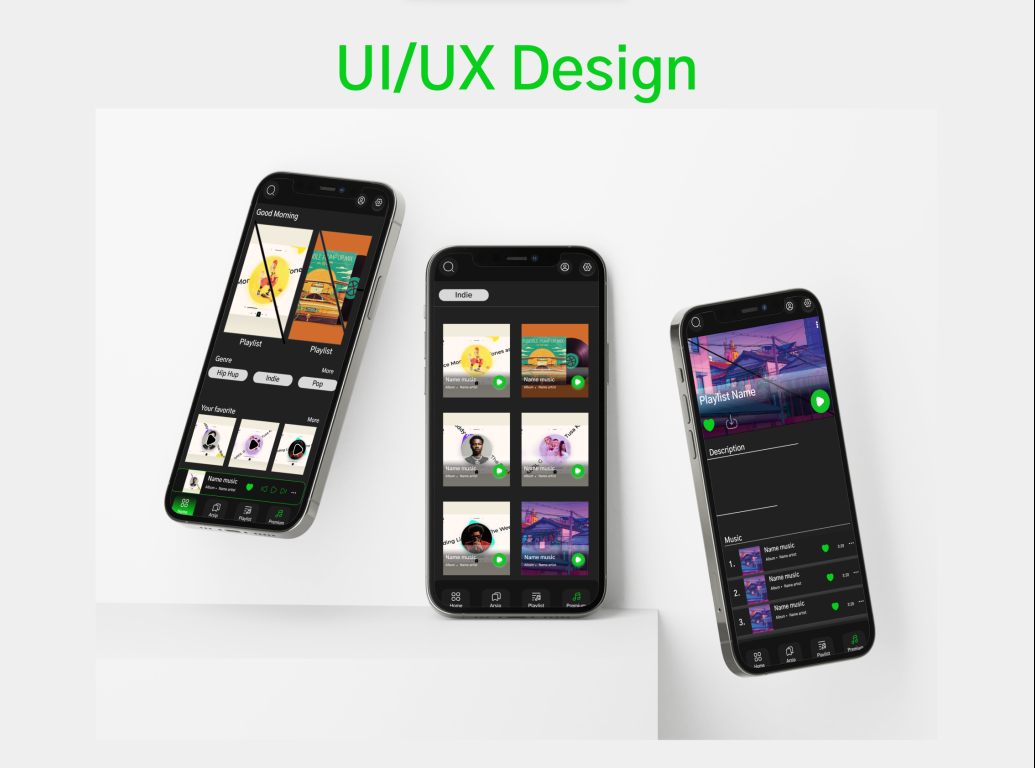 UI/UX Design
Good Morning
Playlist
Playlist
Genre
More
Hip Hup
Indie
Pop
Your favorite
More
Name music
Album • Name artist
Home
Arsip
Playlist
Premium
Indie
Name music
Album • Name artist
Name music
Album • Name artist
Name music
Album • Name artist
Name music
Album • Name artist
Name music
Album • Name artist
Name music
Album • Name artist
Home
Arsip
Playlist
Premium
Playlist Name
Description
Music
1.
Name music
Album • Name artist
2.
Name music
Album • Name artist
3.
Name music
Album • Name artist
Home
Arsip
Playlist
Premium